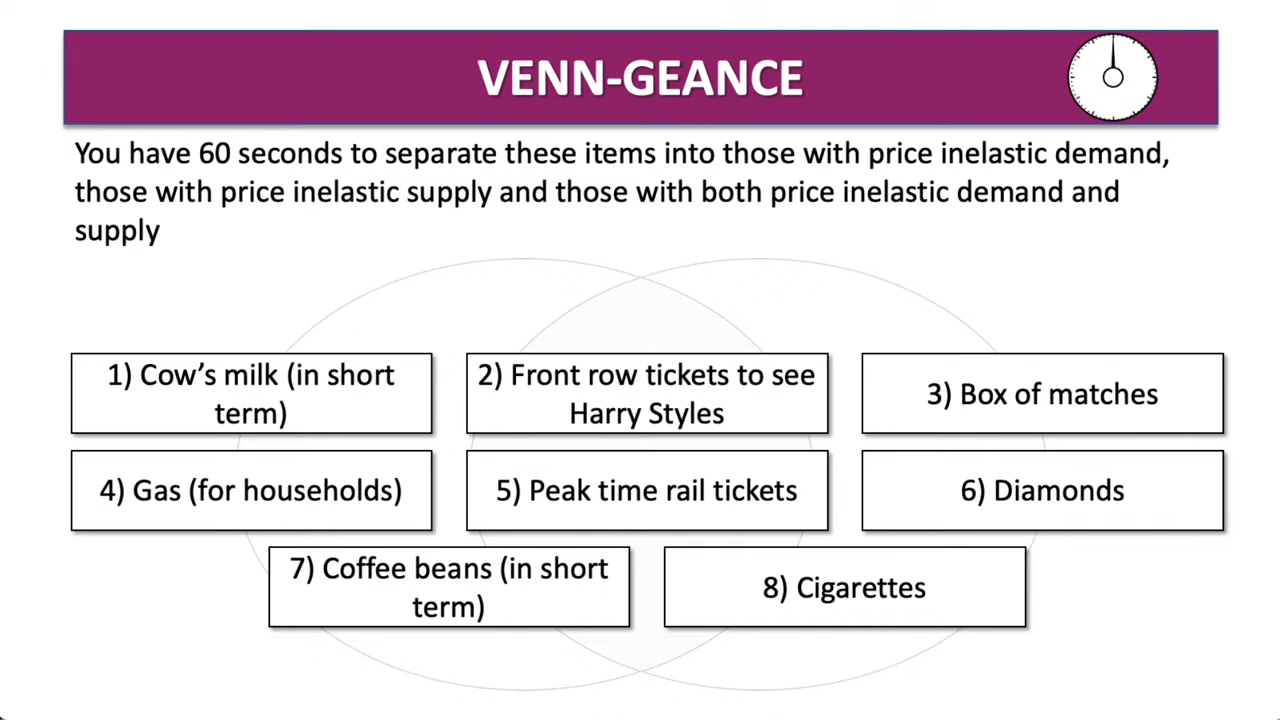 VENN-GEANCE
You have 60 seconds to separate these items into those with price inelastic demand,
those with price inelastic supply and those with both price inelastic demand and
supply
1) Cow’s milk (in short
term)
2) Front row tickets to see
Harry Styles
3) Box of matches
4) Gas (for households)
5) Peak time rail tickets
6) Diamonds
7) Coffee beans (in short
term)
8) Cigarettes